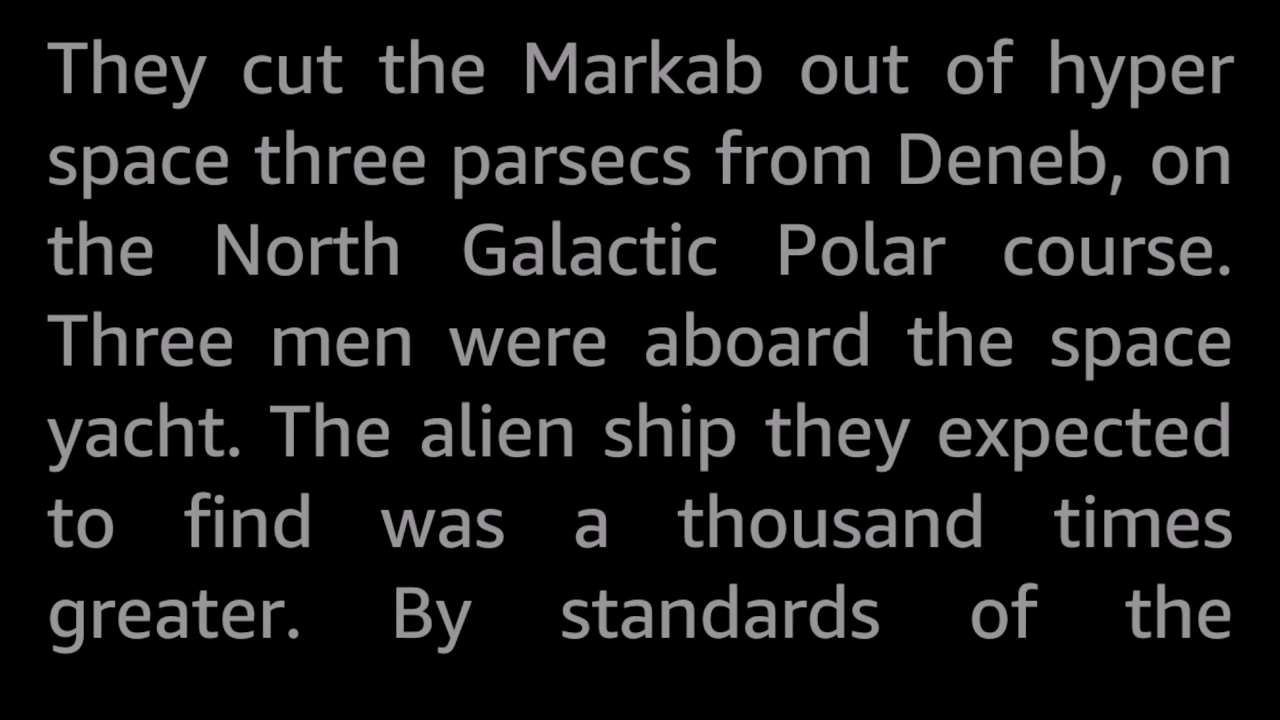 They cut the Markab out of hyper
space three parsecs from Deneb, on
the North Galactic Polar course.
Three men were aboard the space
yacht. The alien ship they expected
to find was a thousand times
greater. By standards of the